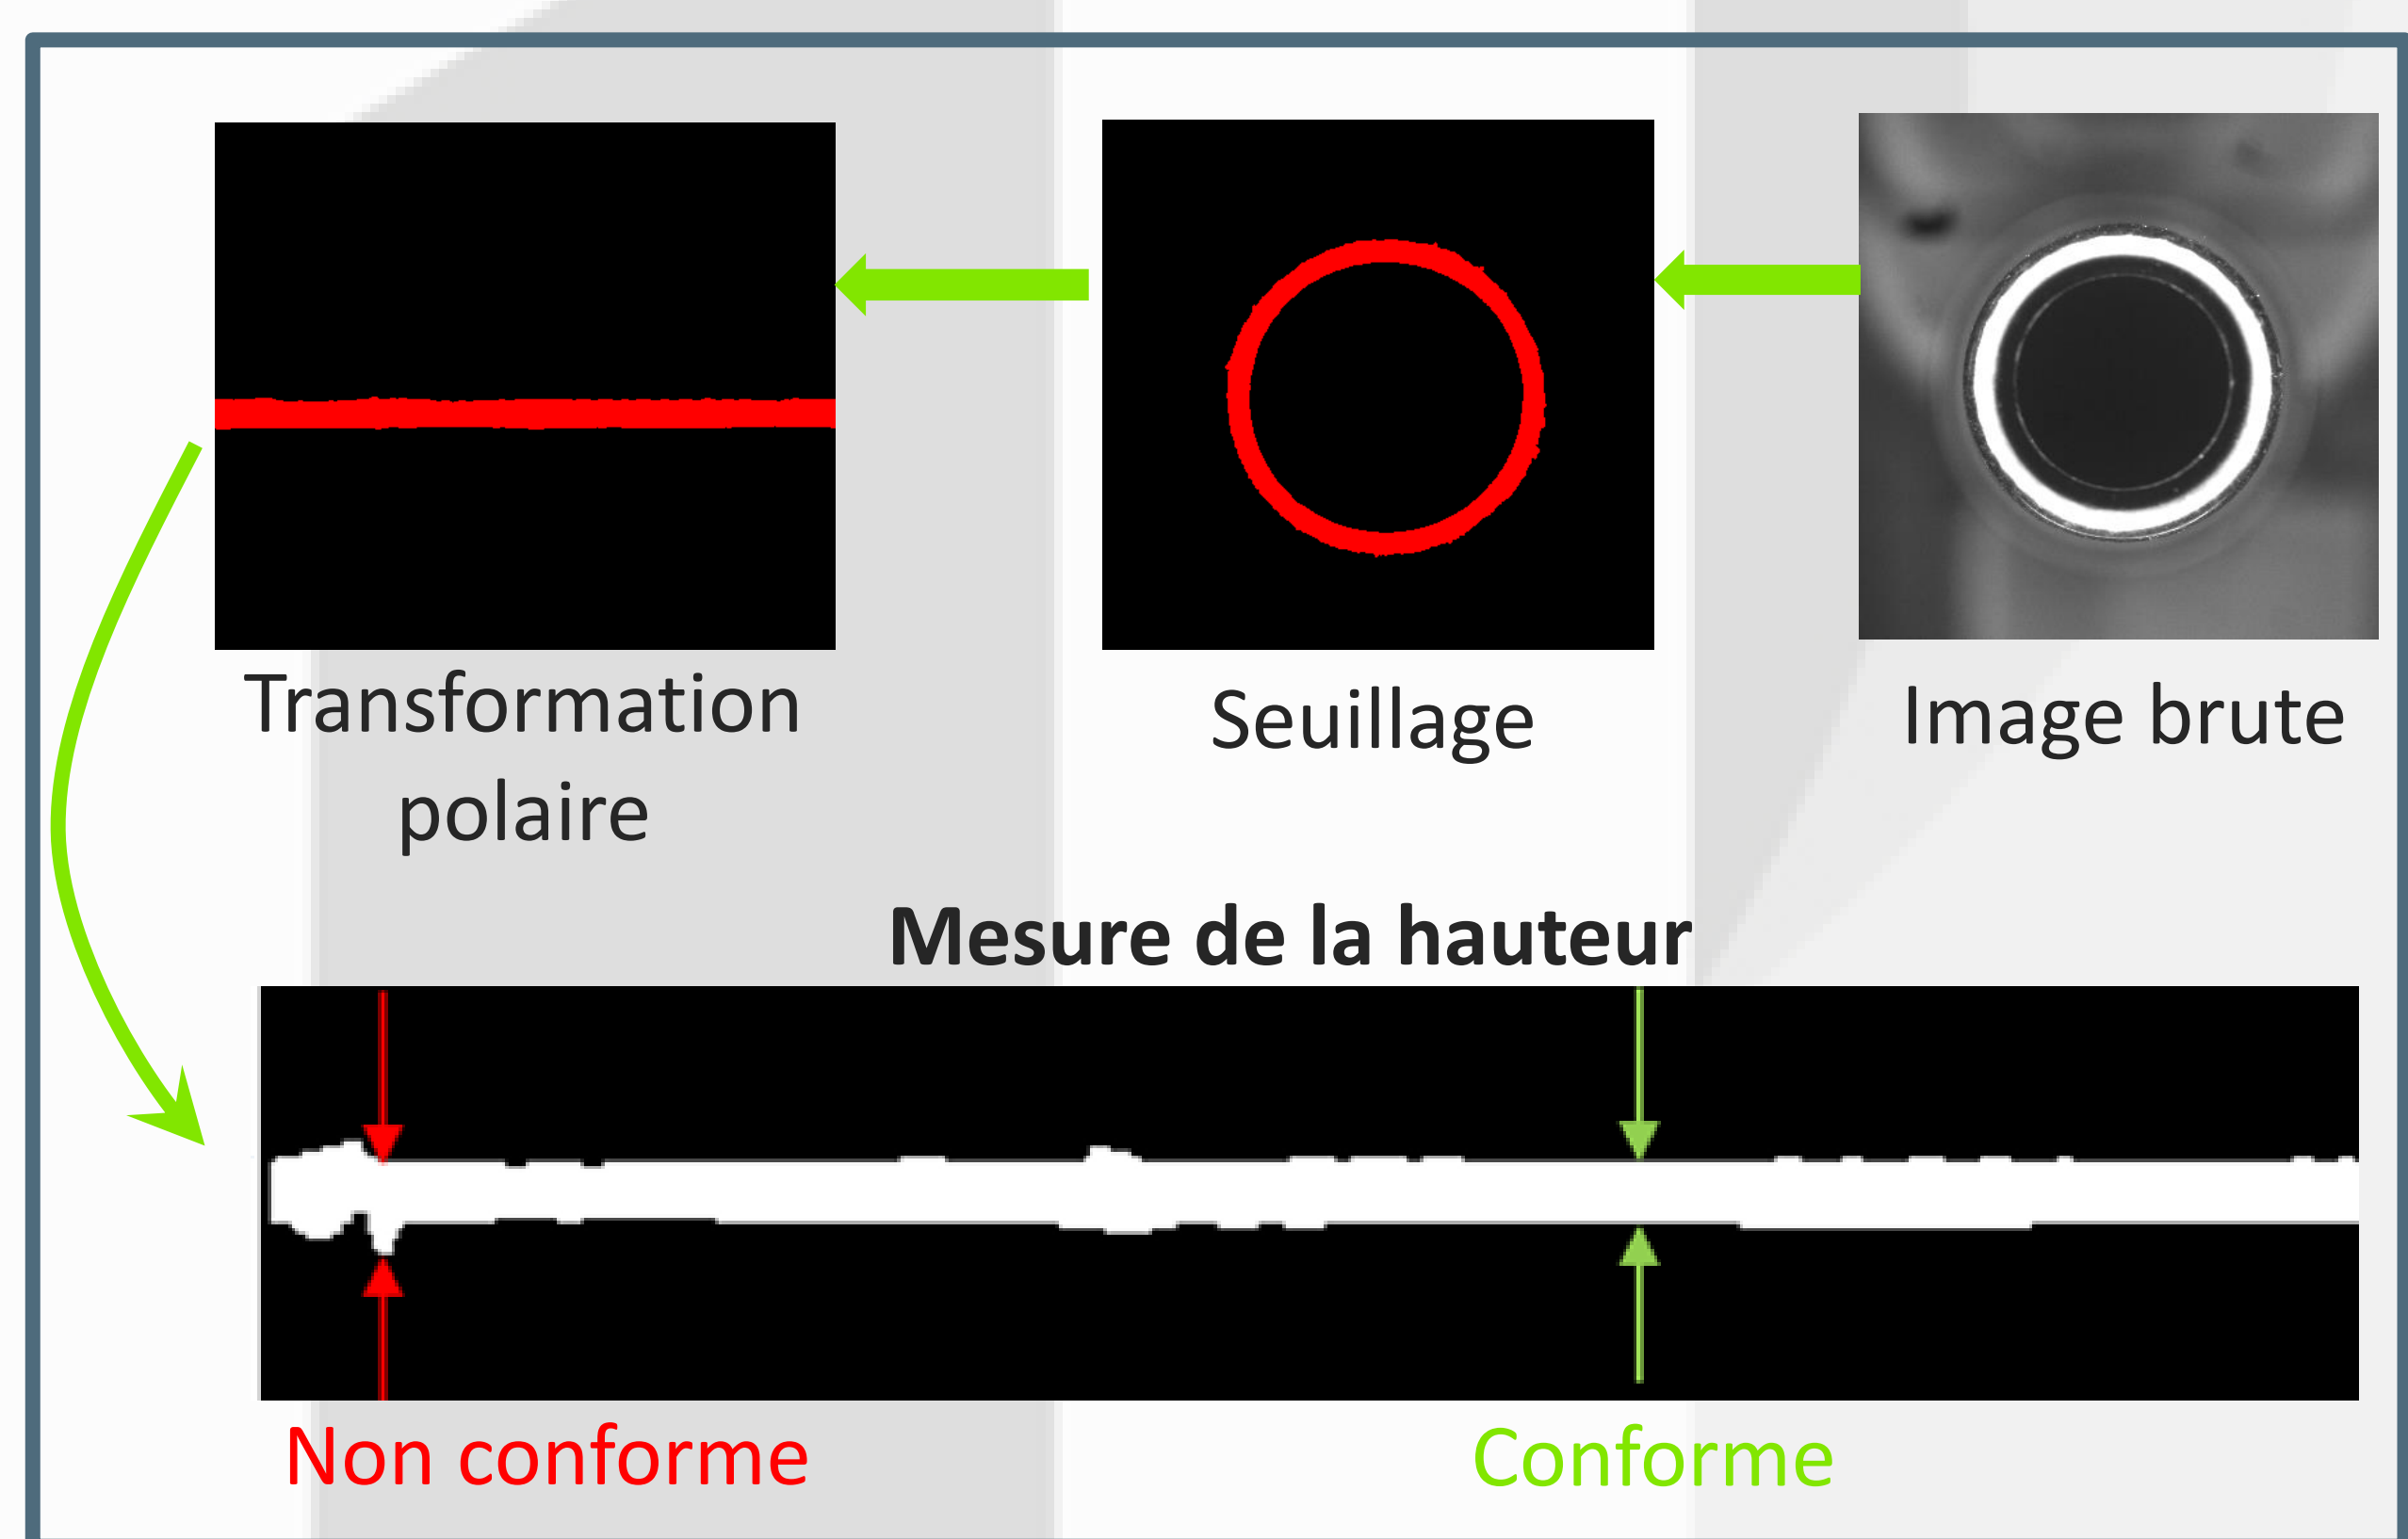 Transformation
polaire
Seuillage
Image brute
Mesure de la hauteur
Non conforme
Conforme